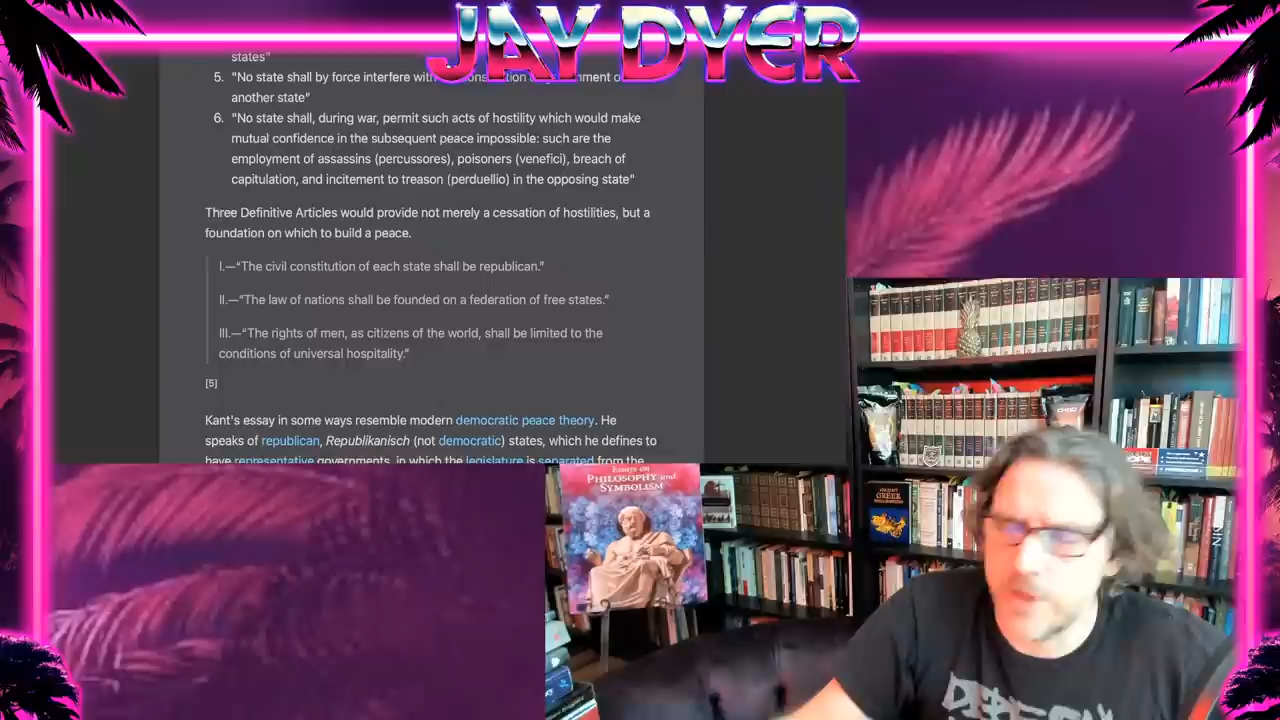 JAY DYER
states"
5. "No state shall by force interfere with
another state"
6. "No state shall, during war, permit such acts of hostility which would make
mutual confidence in the subsequent peace impossible: such are the
employment of assassins (percussores), poisoners (venefici), breach of
capitulation, and incitement to treason (perduellio) in the opposing state"
Three Definitive Articles would provide not merely a cessation of hostilities, but a
foundation on which to build a peace.
I.—“The civil constitution of each state shall be republican.”
II.—“The law of nations shall be founded on a federation of free states.”
III.—“The rights of men, as citizens of the world, shall be limited to the
conditions of universal hospitality.”
[5]
Kant's essay in some ways resemble modern democratic peace theory. He
speaks of republican, Republikanisch (not democratic) states, which he defines to
have representative governments, in which the legislature is separated from the
Essays on
PHILOSOPHY and
SYMBOLISM
GREEK